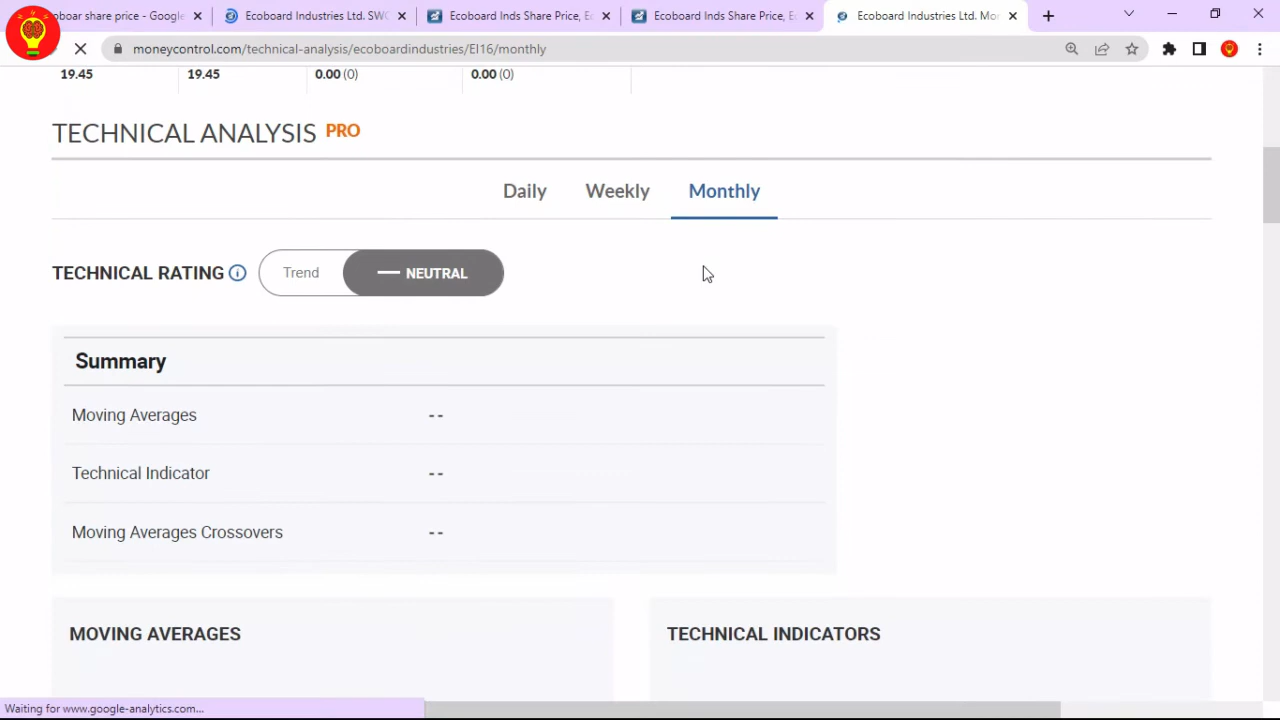 oboar share price - Google
Ecoboard Industries Ltd. SWO
Ecoboard Inds Share Price, E
Ecoboard Inds Share Price, E
Ecoboard Industries Ltd. Mo
moneycontrol.com/technical-analysis/ecoboardindustries/EI16/monthly
19.45 19.45 0.00 (0) 0.00 (0)
TECHNICAL ANALYSIS PRO
Daily Weekly Monthly
TECHNICAL RATING Trend NEUTRAL
Summary
Moving Averages --
Technical Indicator --
Moving Averages Crossovers --
MOVING AVERAGES
TECHNICAL INDICATORS
Waiting for www.google-analytics.com...